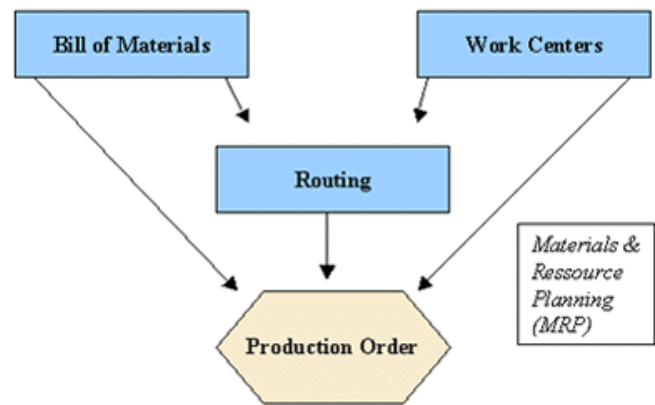 Bill of Materials
Work Centers
Routing
Materials &
Ressource
Planning
(MRP)
Production Order